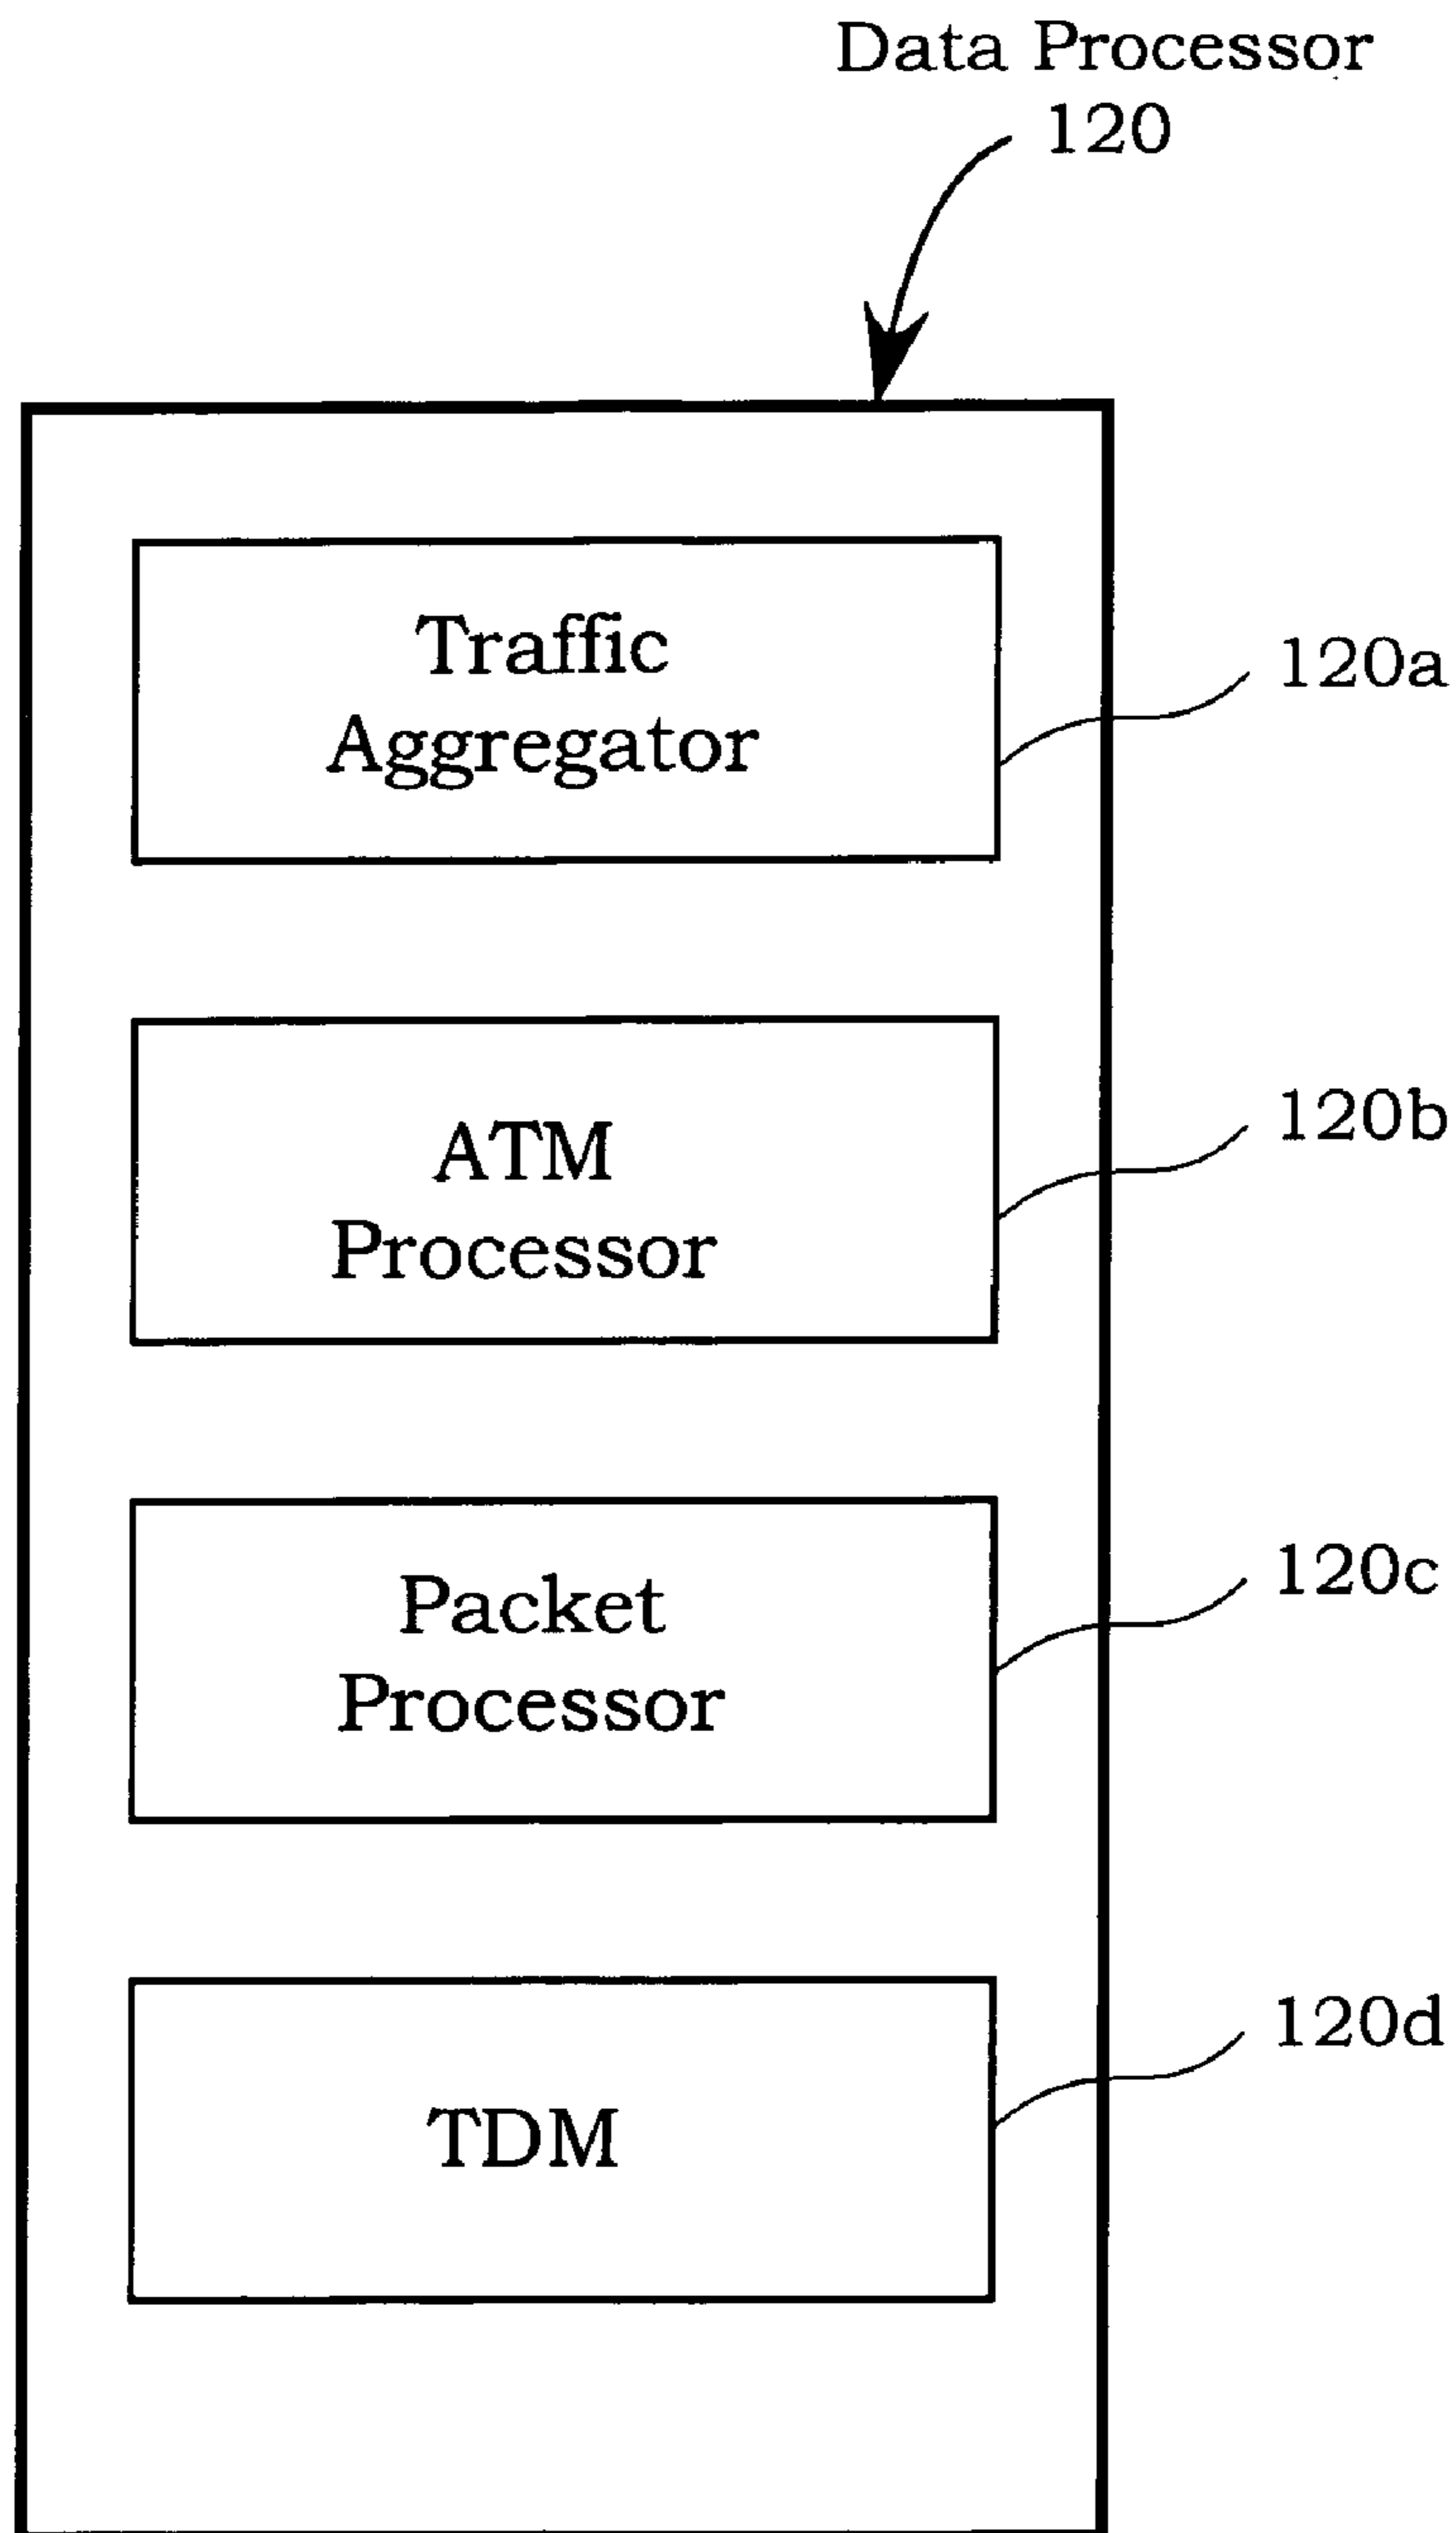 Data Processor
120
Traffic
Aggregator
120a
ATM
Processor
120b
Packet
Processor
120c
TDM
120d